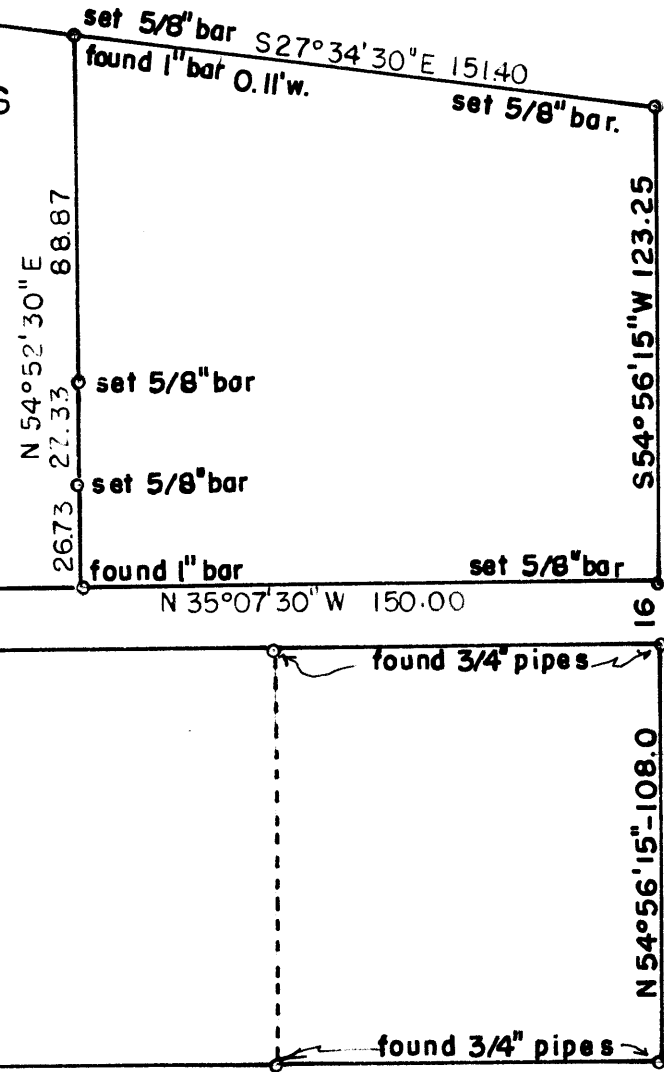 set 5/8" bar
S27°34'30"E 151.40
found 1" bar 0.11'w.
set 5/8" bar.
S
N 54°52'30" E
88.87
27.33
26.73
S54°56'15"W 123.25
set 5/8" bar
set 5/8" bar
found 1" bar
set 5/8" bar
N 35°07'30" W 150.00
16
found 3/4" pipes
N 54°56'15"-108.0
found 3/4" pipes